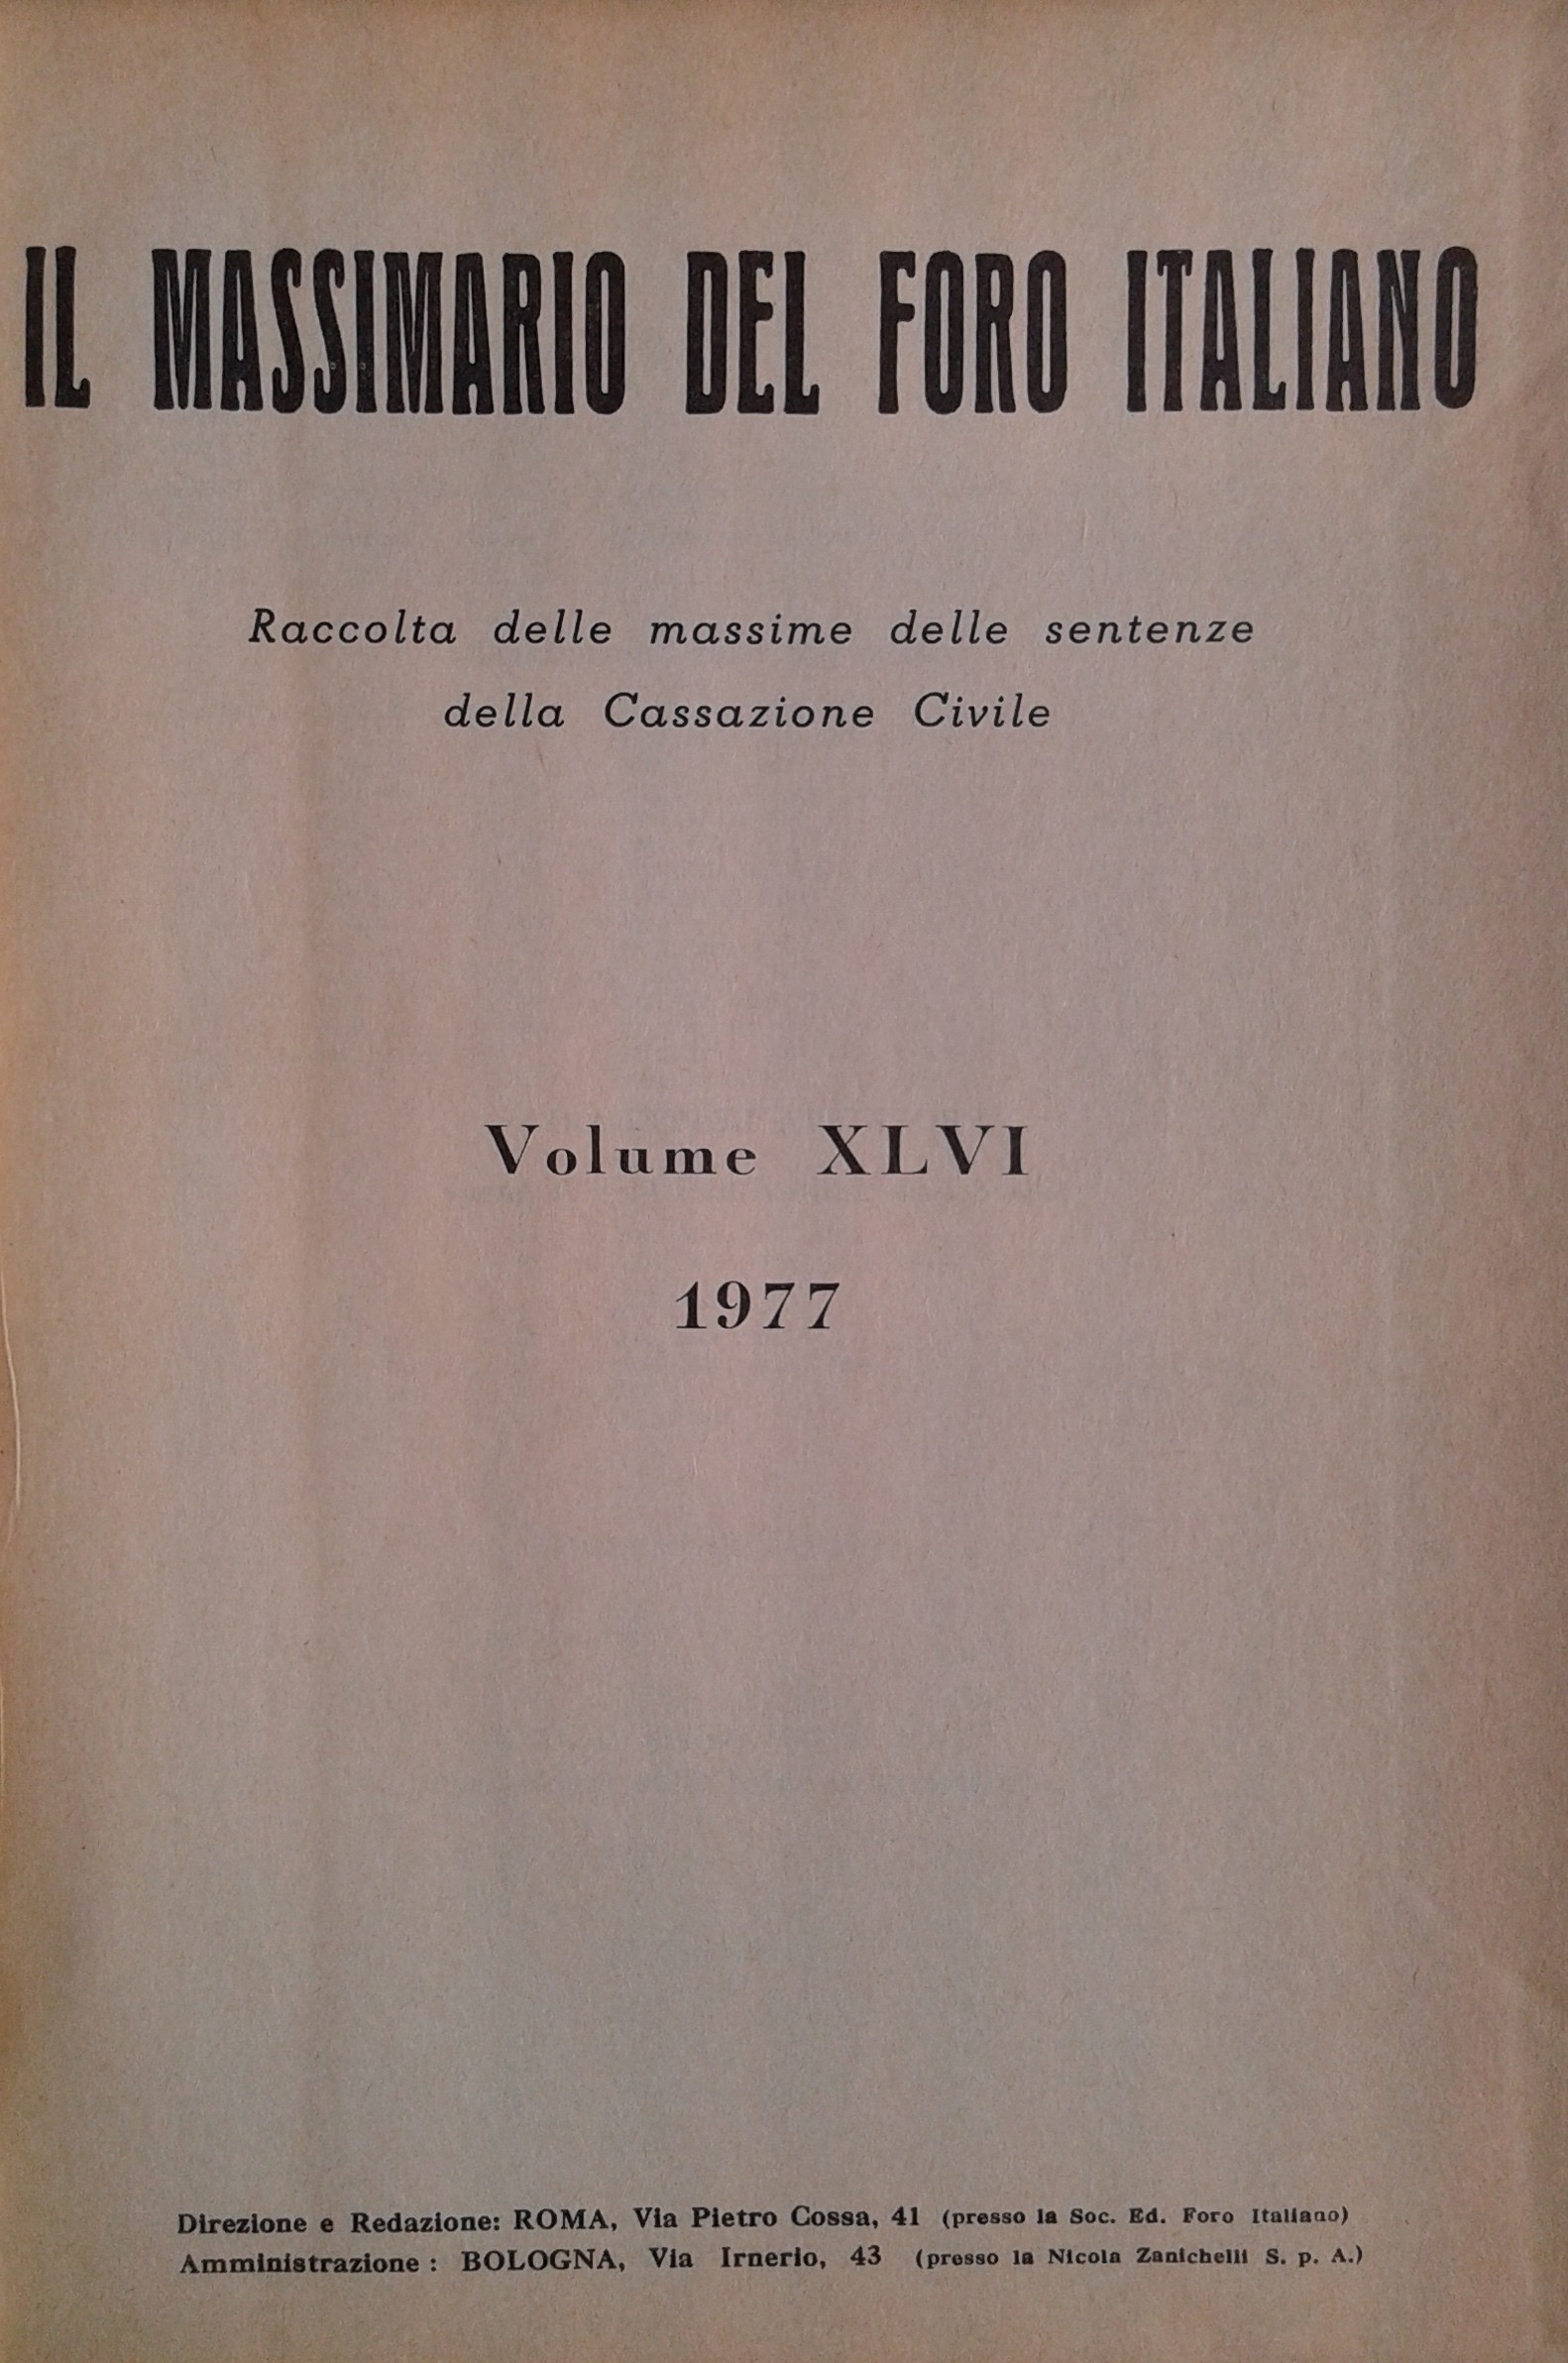 IL MASSIMARIO DEL FORO ITALIANO
Raccolta delle massime delle sentenze
della Cassazione Civile
Volume XLVI
1977
Direzione e Redazione: ROMA, Via Pietro Cossa, 41 (presso la Soc. Ed. Foro Italiano)
Amministrazione : BOLOGNA, Via Irnerio, 43 (presso la Nicola Zanichelli S. p. A.)